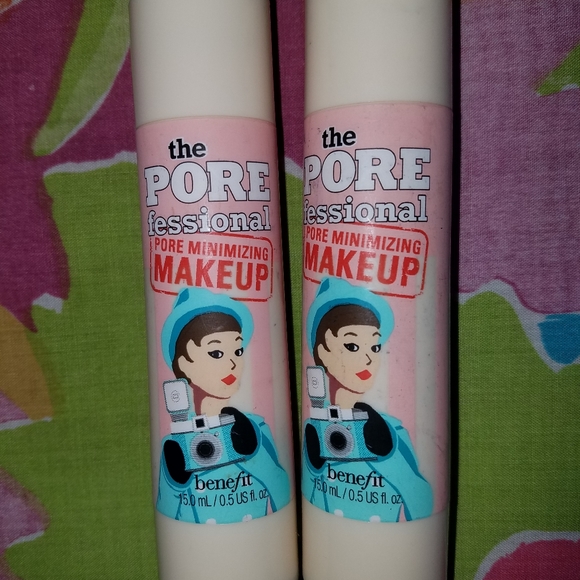 the
PORE
fessional
PORE MINIMIZING
MAKEUP
benefit
15.0 mL / 0.5 US fl. oz.
the
PORE
fessional
PORE MINIMIZING
MAKEUP
benefit
15.0 mL / 0.5 US fl. oz.